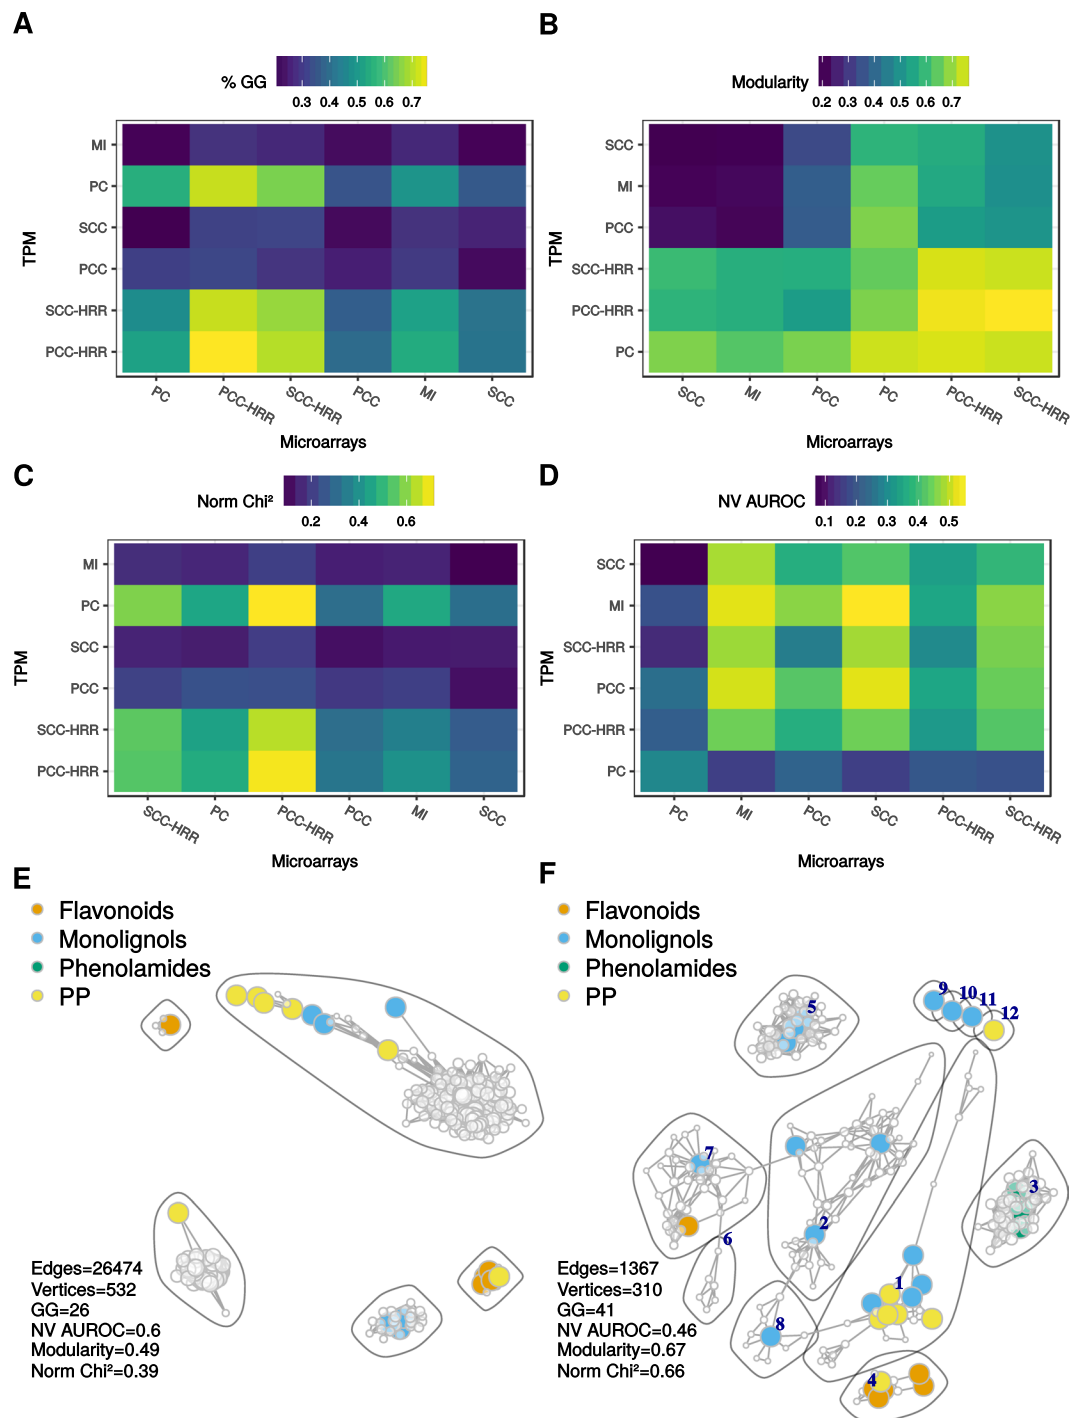 A
% GG
0.3 0.4 0.5 0.6 0.7
TPM
MI
PC
SCC
PCC
SCC-HRR
PCC-HRR
PC PCC-HRR SCC-HRR PCC MI SCC
Microarrays
B
Modularity
0.2 0.3 0.4 0.5 0.6 0.7
TPM
SCC
MI
PCC
SCC-HRR
PCC-HRR
PC
SCC MI PCC PC PCC-HRR SCC-HRR
Microarrays
C
Norm Chi²
0.2 0.4 0.6
TPM
MI
PC
SCC
PCC
SCC-HRR
PCC-HRR
SCC-HRR PC PCC-HRR PCC MI SCC
Microarrays
D
NV AUROC
0.1 0.2 0.3 0.4 0.5
TPM
SCC
MI
SCC-HRR
PCC
PCC-HRR
PC
PC MI PCC SCC PCC-HRR SCC-HRR
Microarrays
E
Flavonoids
Monolignols
Phenolamides
PP
Edges=26474
Vertices=532
GG=26
NV AUROC=0.6
Modularity=0.49
Norm Chi²=0.39
F
Flavonoids
Monolignols
Phenolamides
PP
9
10
11
12
5
7
3
2
6
1
8
4
Edges=1367
Vertices=310
GG=41
NV AUROC=0.46
Modularity=0.67
Norm Chi²=0.66